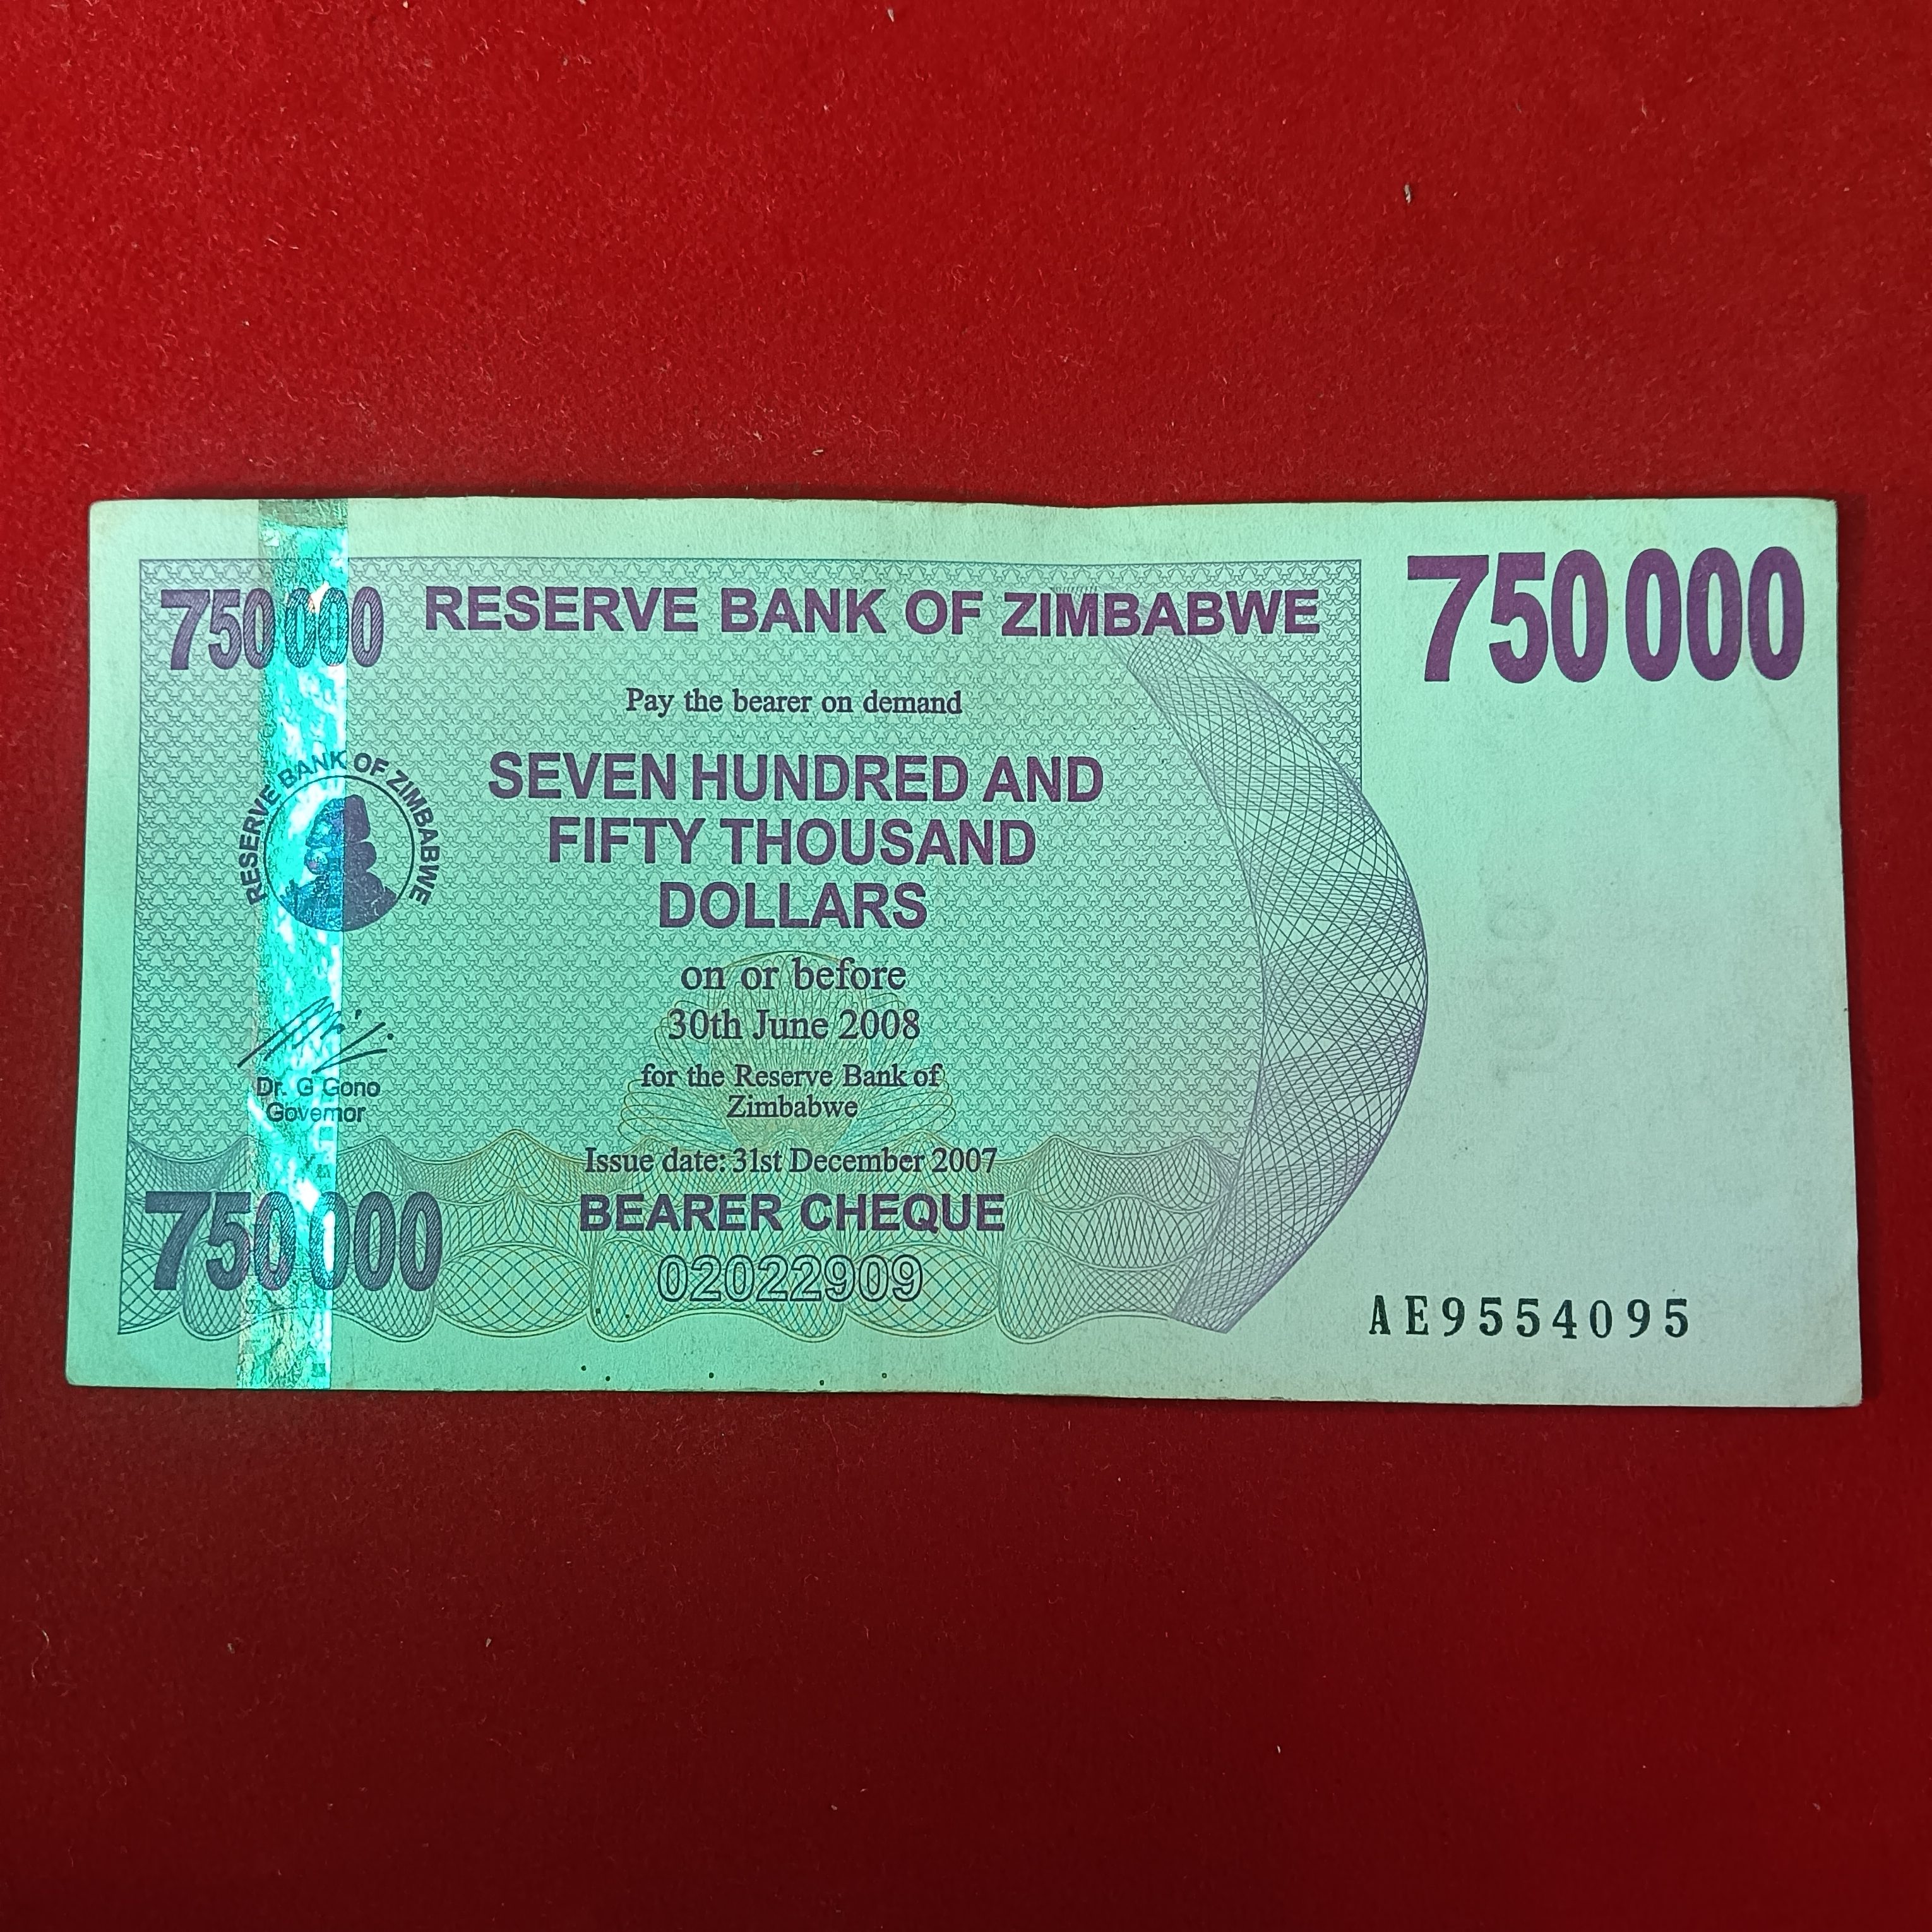 750 000
RESERVE BANK OF ZIMBABWE
750 000
Pay the bearer on demand
SEVEN HUNDRED AND
FIFTY THOUSAND
DOLLARS
RESERVE BANK OF ZIMBABWE
on or before
30th June 2008
for the Reserve Bank of
Zimbabwe
Dr. G Gono
Governor
Issue date: 31st December 2007
750 000
BEARER CHEQUE
02022909
AE9554095